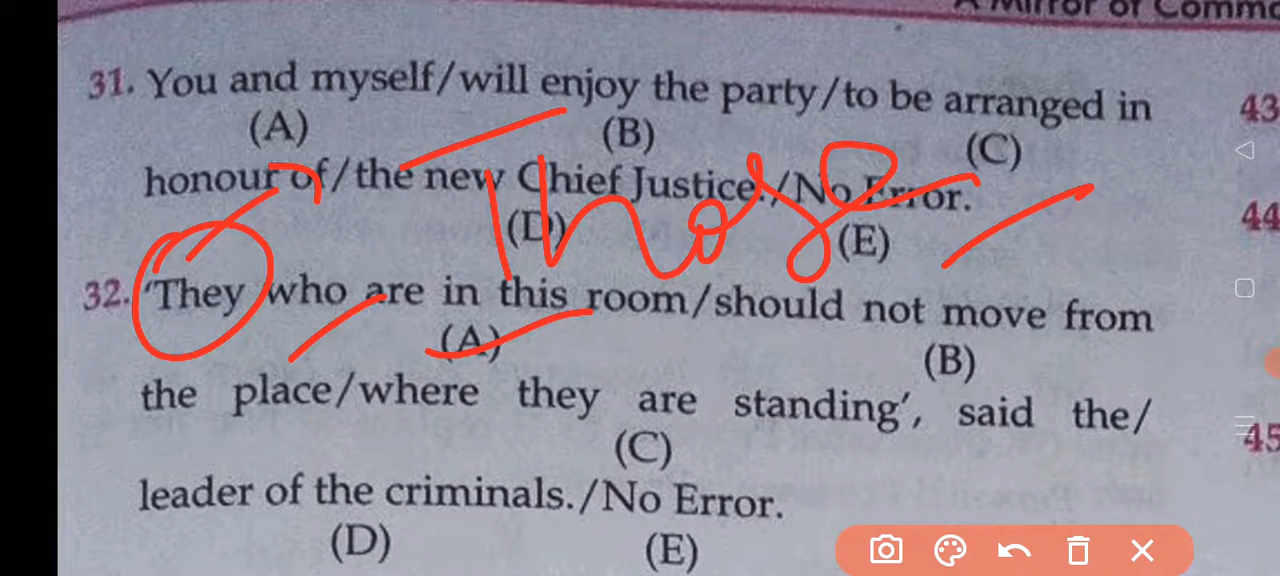 A Mirror of Comm
31. You and myself/will enjoy the party/to be arranged in
(A) (B) (C)
honour of/the new Chief Justice./No Error.
(D) (E)
Those
32. 'They who are in this room/should not move from
(A) (B)
the place/where they are standing', said the/
(C)
leader of the criminals./No Error.
(D) (E)
43
44
45